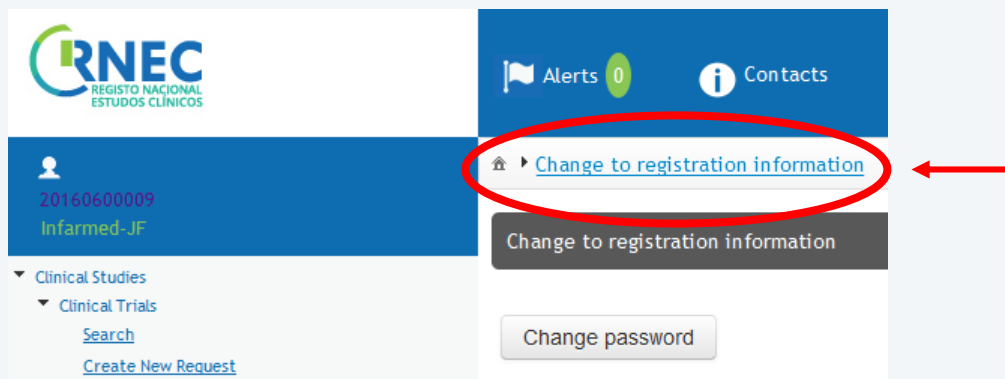 RNEC
REGISTO NACIONAL
ESTUDOS CLÍNICOS
Alerts 0
Contacts
20160600009
Infarmed-JF
Change to registration information
Change to registration information
Clinical Studies
Clinical Trials
Search
Create New Request
Change password